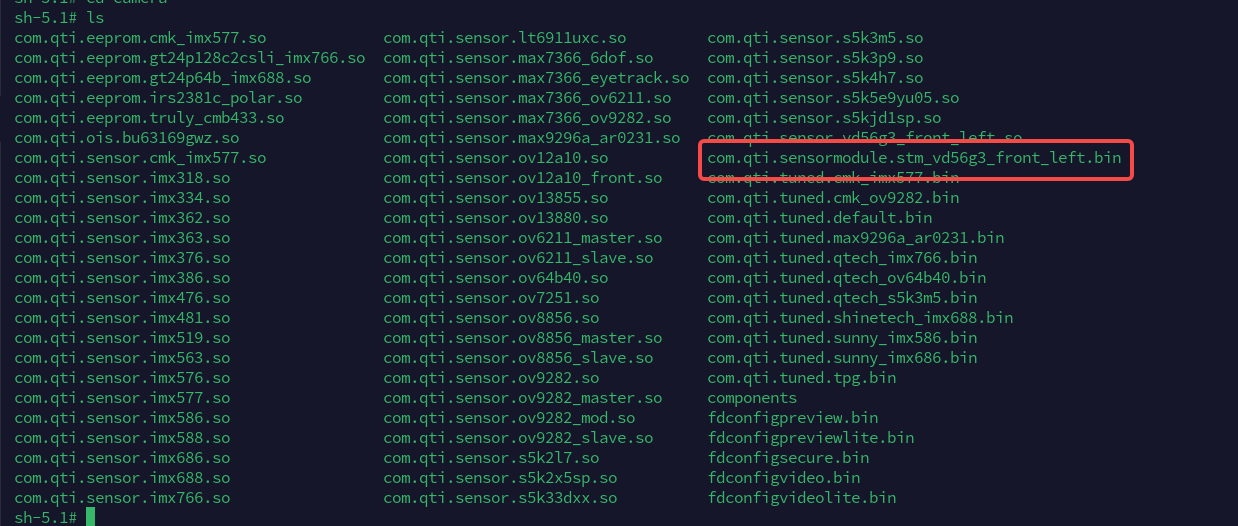 sh-5.1# cd camera
sh-5.1# ls
com.qti.eeprom.cmk_imx577.so com.qti.sensor.lt6911uxc.so com.qti.sensor.s5k3m5.so
com.qti.eeprom.gt24p128c2csli_imx766.so com.qti.sensor.max7366_6dof.so com.qti.sensor.s5k3p9.so
com.qti.eeprom.gt24p64b_imx688.so com.qti.sensor.max7366_eyetrack.so com.qti.sensor.s5k4h7.so
com.qti.eeprom.irs2381c_polar.so com.qti.sensor.max7366_ov6211.so com.qti.sensor.s5k5e9yu05.so
com.qti.eeprom.truly_cmb433.so com.qti.sensor.max7366_ov9282.so com.qti.sensor.s5kjd1sp.so
com.qti.ois.bu63169gwz.so com.qti.sensor.max9296a_ar0231.so com.qti.sensor.vd56g3_front_left.so
com.qti.sensor.cmk_imx577.so com.qti.sensor.ov12a10.so com.qti.sensormodule.stm_vd56g3_front_left.bin
com.qti.sensor.imx318.so com.qti.sensor.ov12a10_front.so com.qti.tuned.cmk_imx577.bin
com.qti.sensor.imx334.so com.qti.sensor.ov13855.so com.qti.tuned.cmk_ov9282.bin
com.qti.sensor.imx362.so com.qti.sensor.ov13880.so com.qti.tuned.default.bin
com.qti.sensor.imx363.so com.qti.sensor.ov6211_master.so com.qti.tuned.max9296a_ar0231.bin
com.qti.sensor.imx376.so com.qti.sensor.ov6211_slave.so com.qti.tuned.qtech_imx766.bin
com.qti.sensor.imx386.so com.qti.sensor.ov64b40.so com.qti.tuned.qtech_ov64b40.bin
com.qti.sensor.imx476.so com.qti.sensor.ov7251.so com.qti.tuned.qtech_s5k3m5.bin
com.qti.sensor.imx481.so com.qti.sensor.ov8856.so com.qti.tuned.shinetech_imx688.bin
com.qti.sensor.imx519.so com.qti.sensor.ov8856_master.so com.qti.tuned.sunny_imx586.bin
com.qti.sensor.imx563.so com.qti.sensor.ov8856_slave.so com.qti.tuned.sunny_imx686.bin
com.qti.sensor.imx576.so com.qti.sensor.ov9282.so com.qti.tuned.tpg.bin
com.qti.sensor.imx577.so com.qti.sensor.ov9282_master.so components
com.qti.sensor.imx586.so com.qti.sensor.ov9282_mod.so fdconfigpreview.bin
com.qti.sensor.imx588.so com.qti.sensor.ov9282_slave.so fdconfigpreviewlite.bin
com.qti.sensor.imx686.so com.qti.sensor.s5k2l7.so fdconfigsecure.bin
com.qti.sensor.imx688.so com.qti.sensor.s5k2x5sp.so fdconfigvideo.bin
com.qti.sensor.imx766.so com.qti.sensor.s5k33dxx.so fdconfigvideolite.bin
sh-5.1#